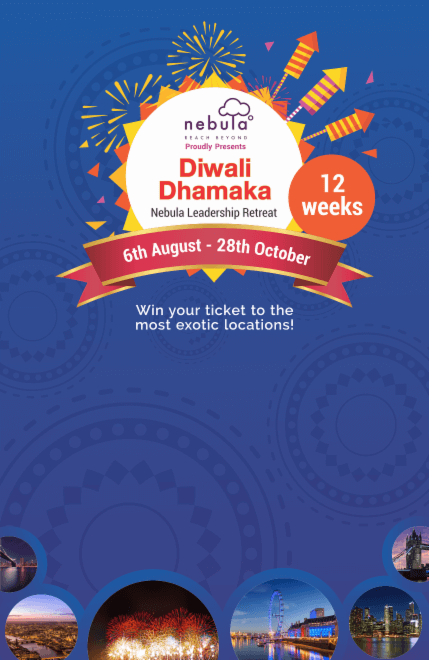 nebula
REACH BEYOND
Proudly Presents
Diwali
Dhamaka
Nebula Leadership Retreat
12
weeks
6th August - 28th October
Win your ticket to the
most exotic locations!